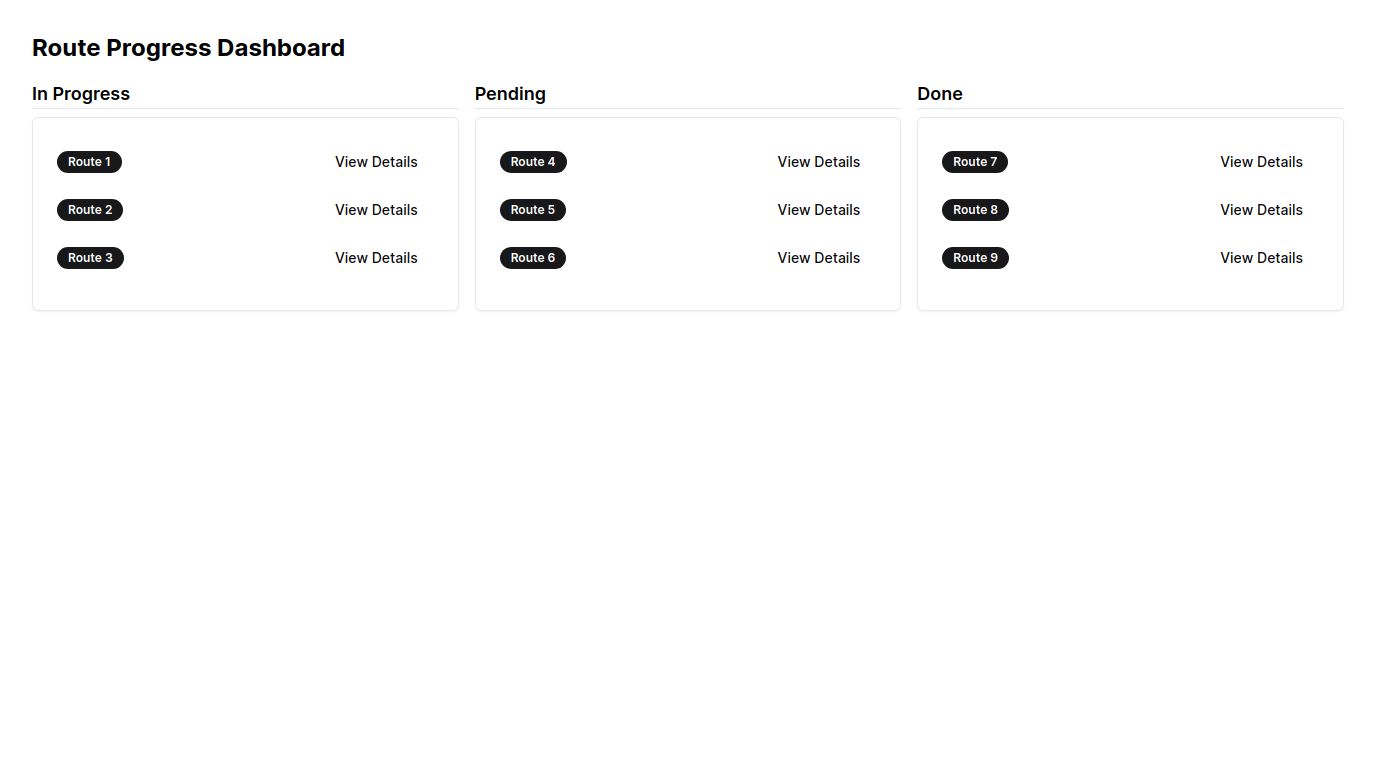 Route Progress Dashboard
In Progress
Route 1 View Details
Route 2 View Details
Route 3 View Details
Pending
Route 4 View Details
Route 5 View Details
Route 6 View Details
Done
Route 7 View Details
Route 8 View Details
Route 9 View Details